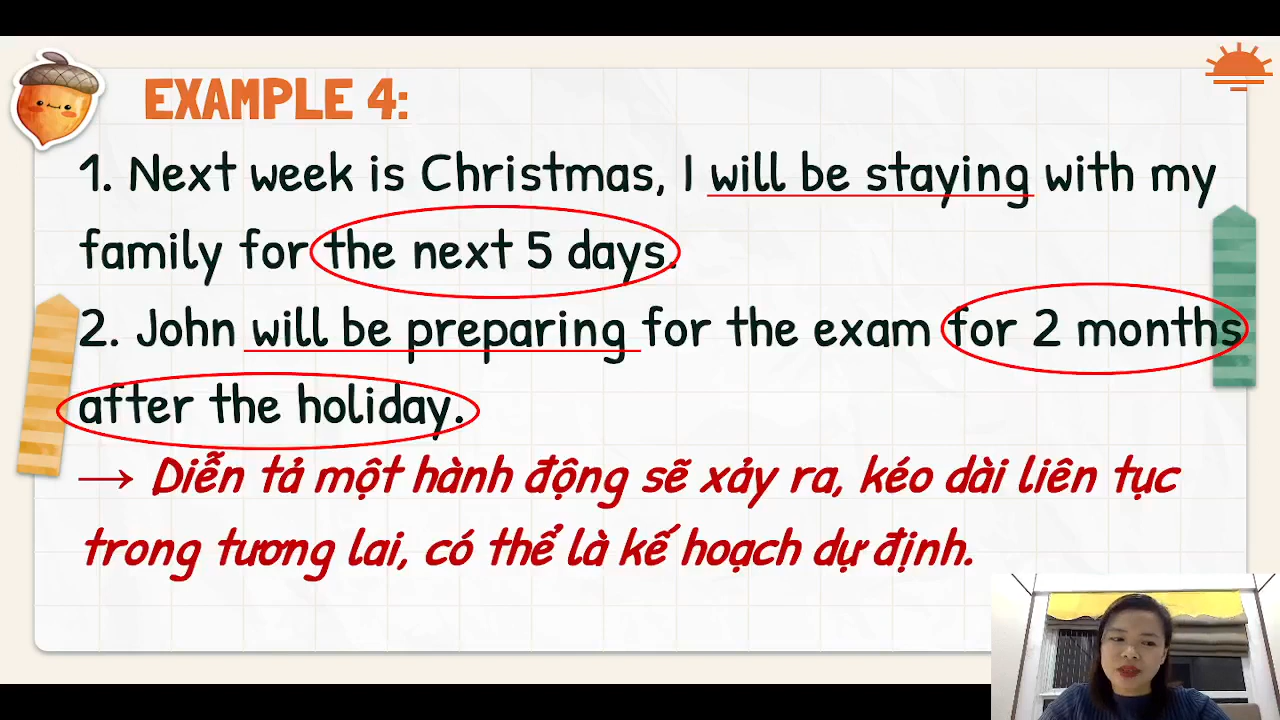 EXAMPLE 4:
1. Next week is Christmas, I will be staying with my
family for the next 5 days.
2. John will be preparing for the exam for 2 months
after the holiday.
→ Diễn tả một hành động sẽ xảy ra, kéo dài liên tục
trong tương lai, có thể là kế hoạch dự định.